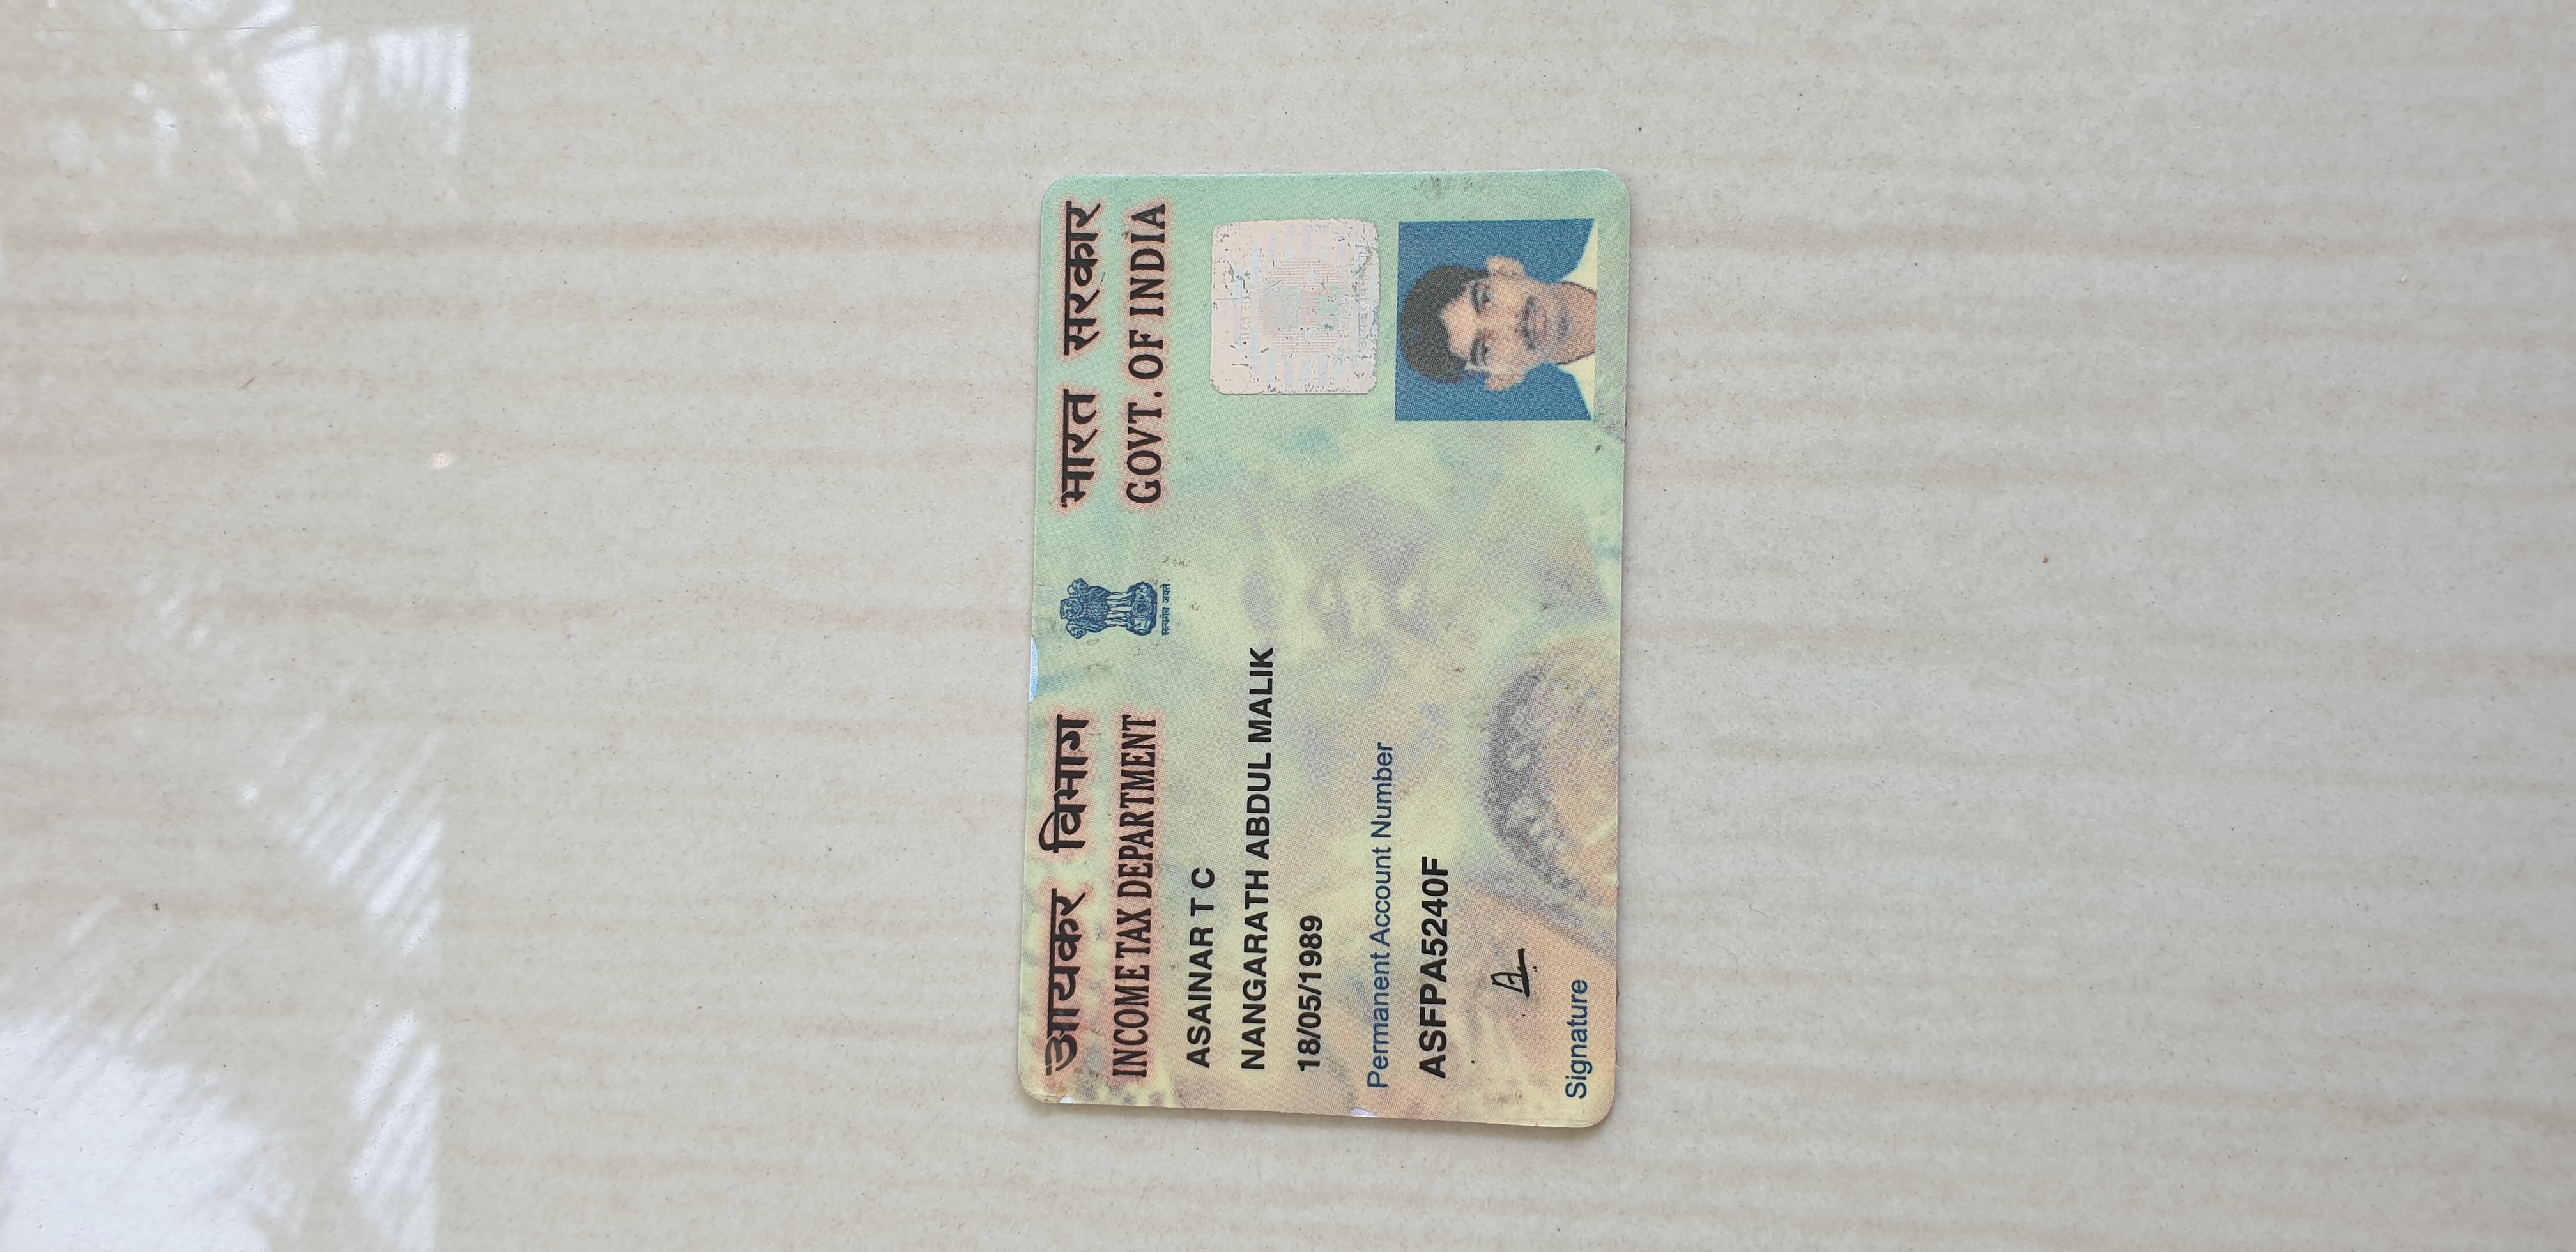 आयकर विभाग
INCOME TAX DEPARTMENT
सत्यमेव जयते
भारत सरकार
GOVT. OF INDIA
ASAINAR T C
NANGARATH ABDUL MALIK
18/05/1989
Permanent Account Number
ASFPA5240F
A
Signature